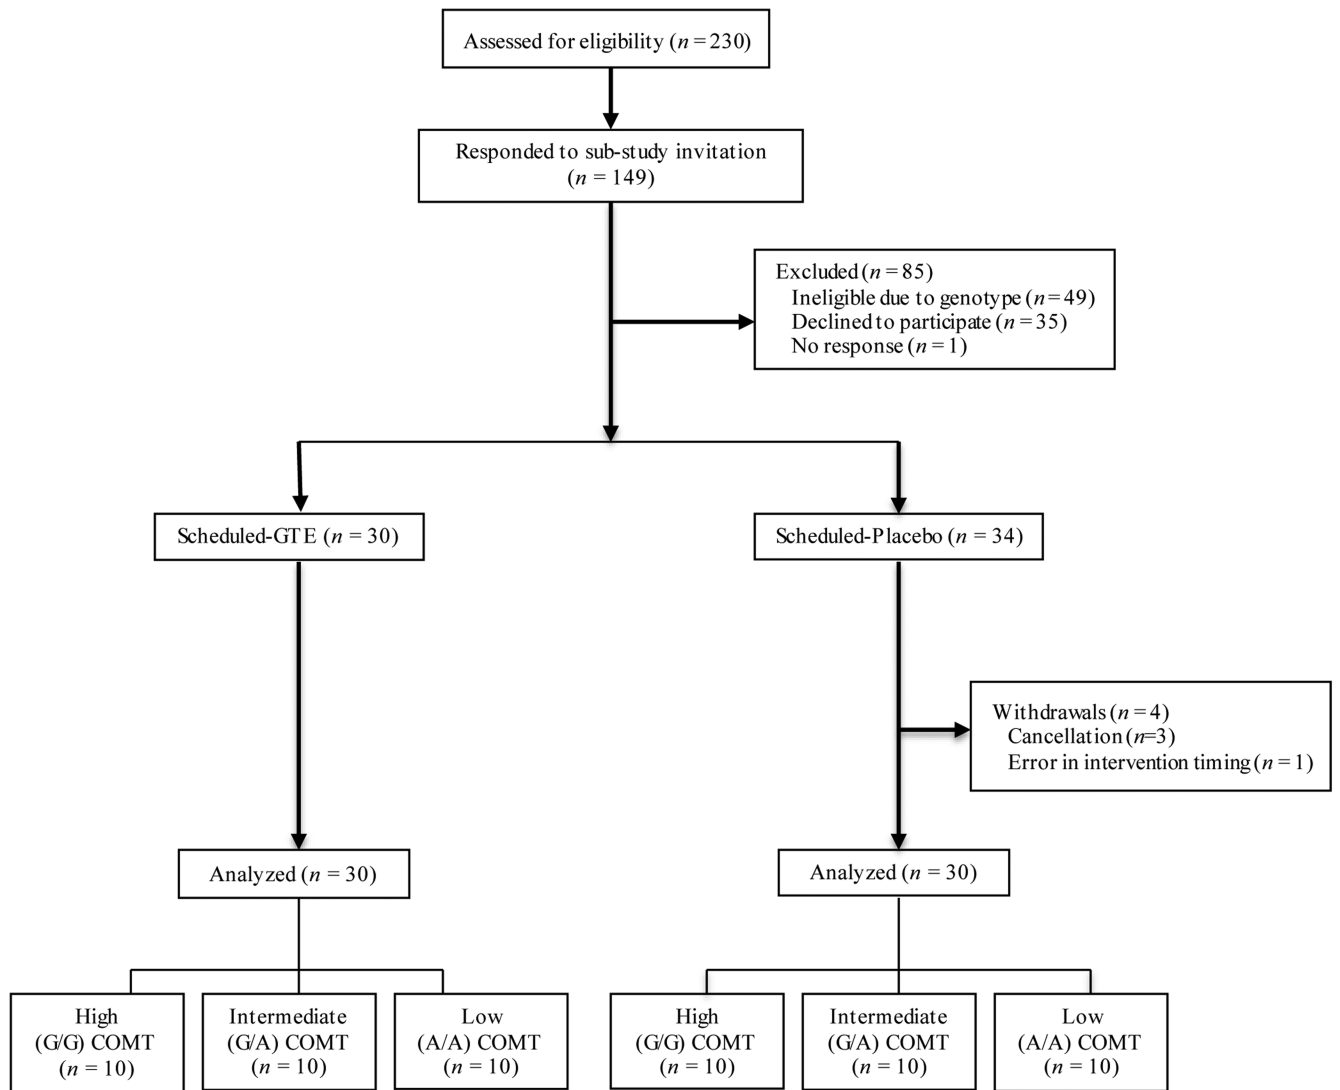 Assessed for eligibility (n = 230)
Responded to sub-study invitation
(n = 149)
Excluded (n = 85)
Ineligible due to genotype (n = 49)
Declined to participate (n = 35)
No response (n = 1)
Scheduled-GTE (n = 30)
Scheduled-Placebo (n = 34)
Withdrawals (n = 4)
Cancellation (n=3)
Error in intervention timing (n = 1)
Analyzed (n = 30)
Analyzed (n = 30)
High
(G/G) COMT
(n = 10)
Intermediate
(G/A) COMT
(n = 10)
Low
(A/A) COMT
(n = 10)
High
(G/G) COMT
(n = 10)
Intermediate
(G/A) COMT
(n = 10)
Low
(A/A) COMT
(n = 10)